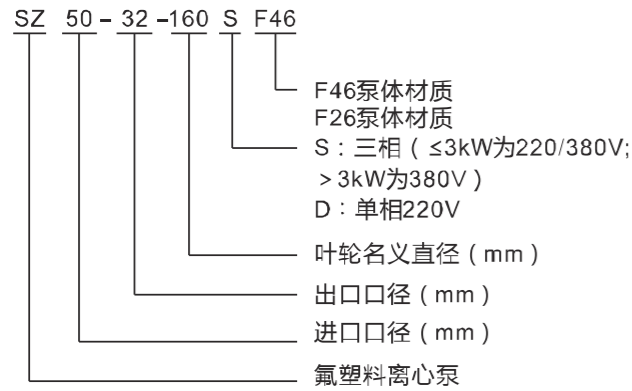 SZ 50-32-160 S F46
F46泵体材质
F26泵体材质
S：三相（≤3kW为220/380V;
>3kW为380V）
D：单相220V
叶轮名义直径（mm）
出口口径（mm）
进口口径（mm）
氟塑料离心泵